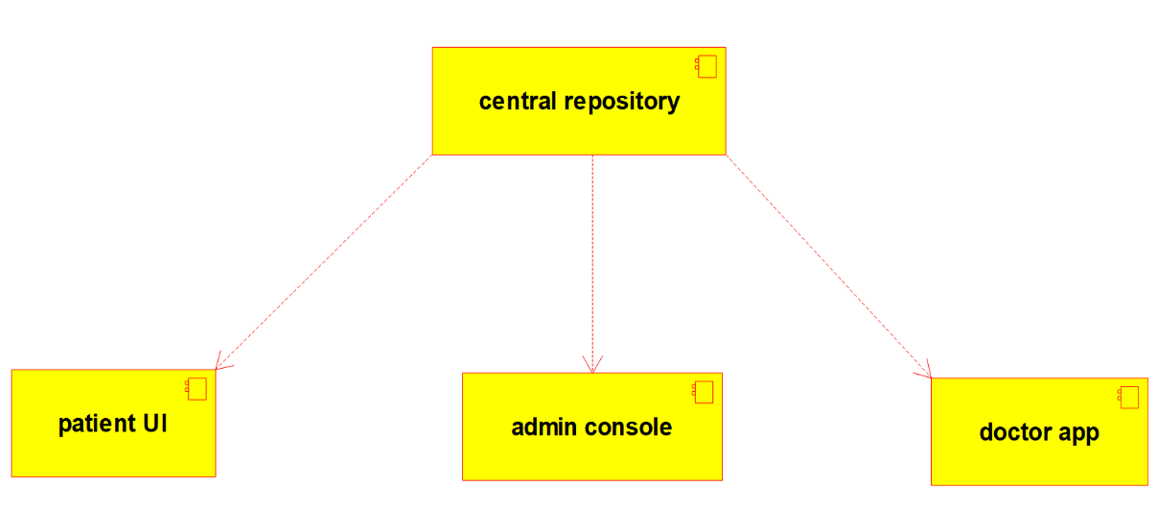 central repository
patient UI
admin console
doctor app